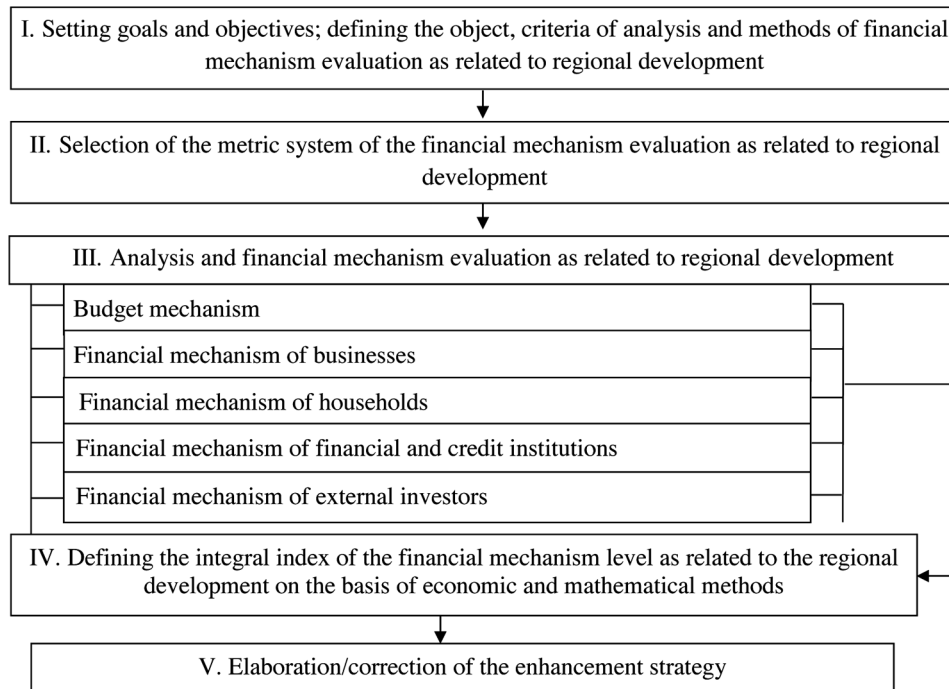 I. Setting goals and objectives; defining the object, criteria of analysis and methods of financial
mechanism evaluation as related to regional development
II. Selection of the metric system of the financial mechanism evaluation as related to regional
development
III. Analysis and financial mechanism evaluation as related to regional development
Budget mechanism
Financial mechanism of businesses
Financial mechanism of households
Financial mechanism of financial and credit institutions
Financial mechanism of external investors
IV. Defining the integral index of the financial mechanism level as related to the regional
development on the basis of economic and mathematical methods
V. Elaboration/correction of the enhancement strategy